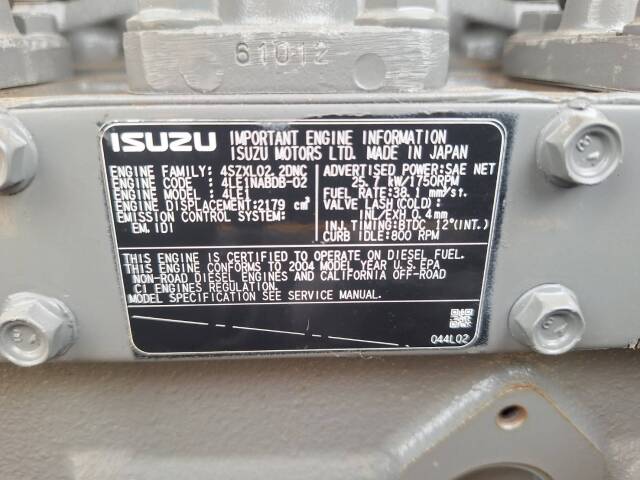 61012
ISUZU IMPORTANT ENGINE INFORMATION
ISUZU MOTORS LTD. MADE IN JAPAN
ENGINE FAMILY: 4SZXL02.2DNC
ENGINE CODE: 4LE1NABDB-02
ENGINE MODEL: 4LE1
ENGINE DISPLACEMENT:2179 cm³
EMISSION CONTROL SYSTEM:
EM.IDI
ADVERTISED POWER:SAE NET
25.7 kW/1750RPM
FUEL RATE:38.1 mm³/st.
VALVE LASH(COLD):
INL/EXH 0.4mm
INJ.TIMING:BTDC 12°(INT.)
CURB IDLE:800 RPM
THIS ENGINE IS CERTIFIED TO OPERATE ON DIESEL FUEL.
THIS ENGINE CONFORMS TO 2004 MODEL YEAR U.S.EPA
NON-ROAD DIESEL ENGINES AND CALIFORNIA OFF-ROAD
CI ENGINES REGULATION.
MODEL SPECIFICATION SEE SERVICE MANUAL.
044L02